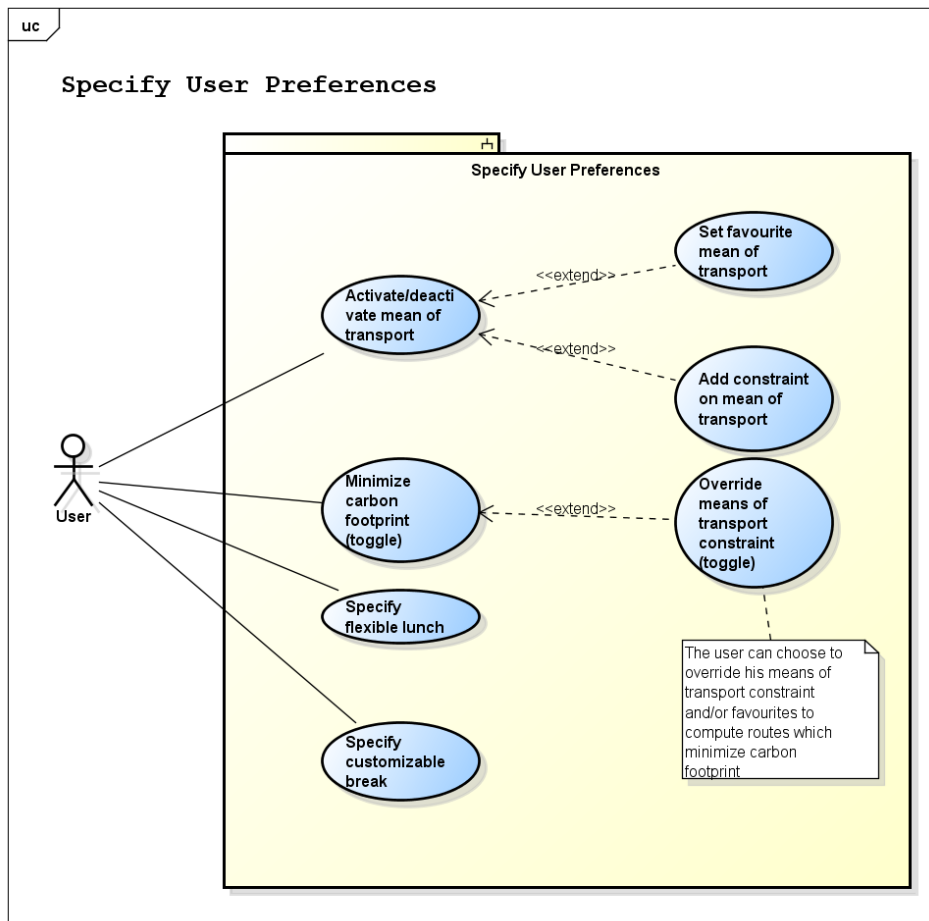 uc
Specify User Preferences
Specify User Preferences
Set favourite
mean of
transport
<<extend>>
Activate/deacti
vate mean of
transport
<<extend>>
Add constraint
on mean of
transport
User
Minimize
carbon
footprint
(toggle)
<<extend>>
Override
means of
transport
constraint
(toggle)
Specify
flexible lunch
The user can choose to
override his means of
transport constraint
and/or favourites to
compute routes which
minimize carbon
footprint
Specify
customizable
break